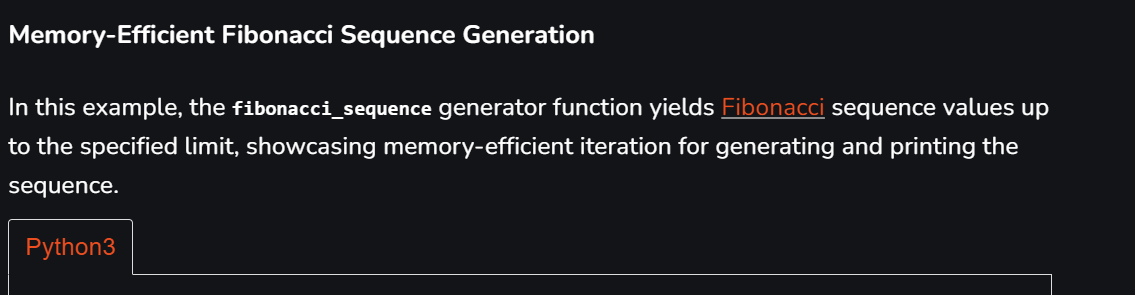 Memory-Efficient Fibonacci Sequence Generation
In this example, the fibonacci_sequence generator function yields Fibonacci sequence values up
to the specified limit, showcasing memory-efficient iteration for generating and printing the
sequence.
Python3